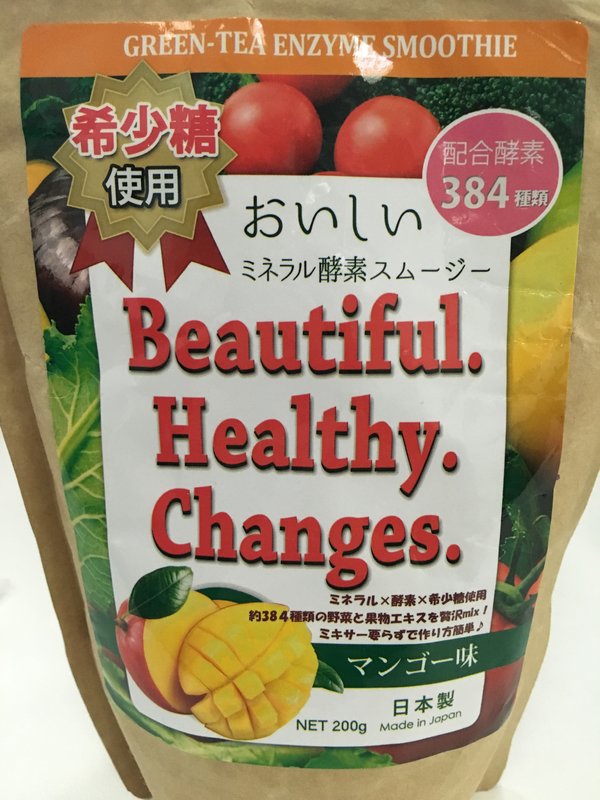 GREEN-TEA ENZYME SMOOTHIE
希少糖
使用
配合酵素
384種類
おいしい
ミネラル酵素スムージー
Beautiful.
Healthy.
Changes.
ミネラル×酵素×希少糖使用
約384種類の野菜と果物エキスを贅沢mix!
ミキサー要らずで作り方簡単♪
マンゴー味
日本製
NET 200g Made in Japan